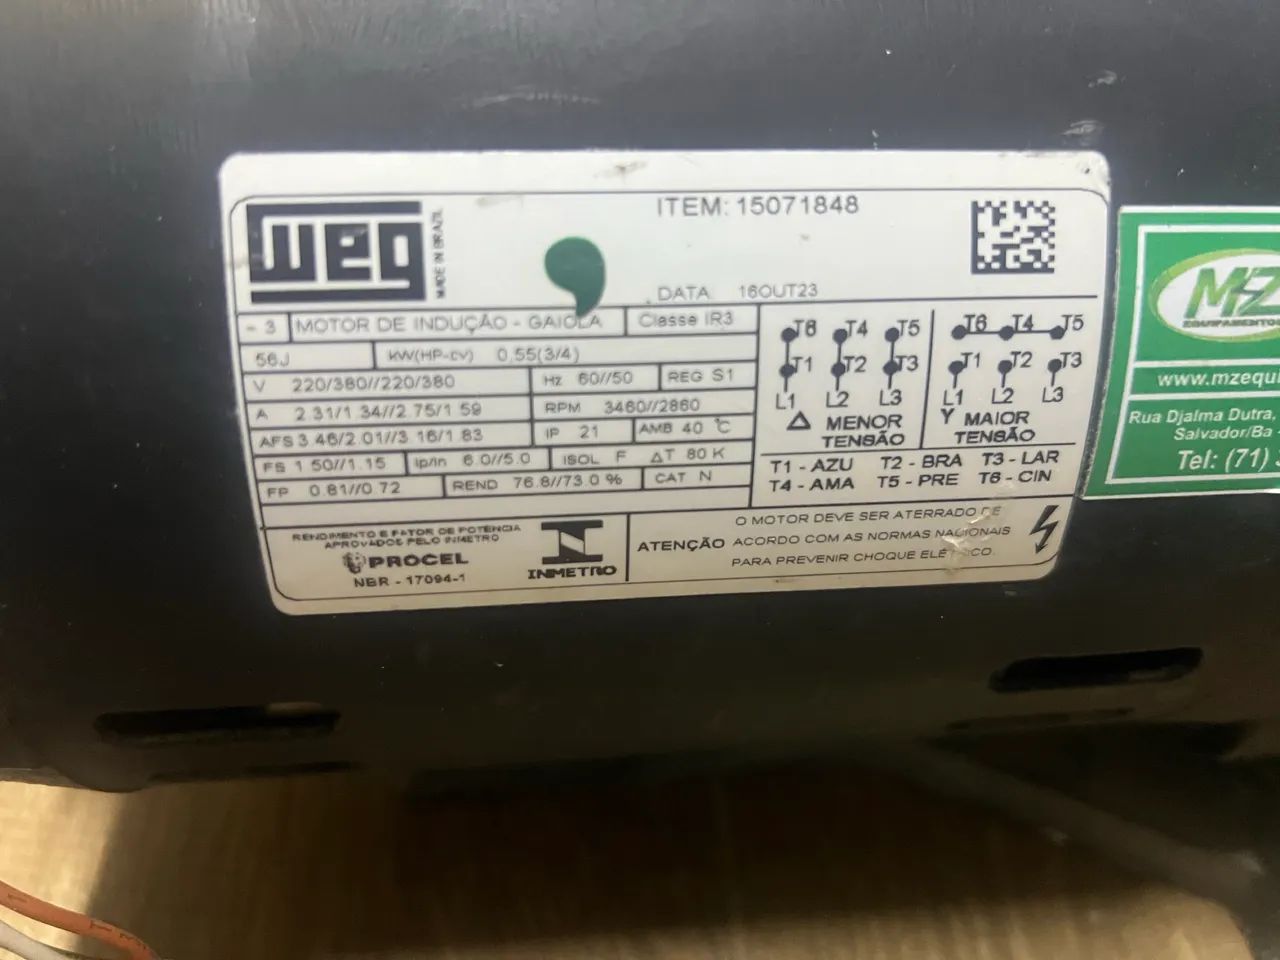 WEG
MADE IN BRAZIL
ITEM: 15071848
DATA 16OUT23
~ 3 MOTOR DE INDUÇÃO - GAIOLA Classe IR3
56J KW(HP-cv) 0,55(3/4)
V 220/380//220/380 Hz 60//50 REG S1
A 2.31/1.34//2.75/1.59 RPM 3460//2860
AFS 3.46/2.01//3.16/1.83 IP 21 AMB 40 °C
FS 1.50//1.15 Ip/In 6.0//5.0 ISOL F ΔT 80 K
FP 0.81//0.72 REND 76.8//73.0 % CAT N
T6 T4 T5
T1 T2 T3
L1 L2 L3
Δ MENOR
TENSÃO
T6 T4 T5
T1 T2 T3
L1 L2 L3
Y MAIOR
TENSÃO
T1 - AZU T2 - BRA T3 - LAR
T4 - AMA T5 - PRE T6 - CIN
RENDIMENTO E FATOR DE POTÊNCIA
APROVADOS PELO INMETRO
PROCEL
NBR - 17094-1
INMETRO
ATENÇÃO
O MOTOR DEVE SER ATERRADO DE
ACORDO COM AS NORMAS NACIONAIS
PARA PREVENIR CHOQUE ELÉTRICO.
MZ
EQUIPAMENTOS
www.mzequi
Rua Djalma Dutra,
Salvador/Ba -
Tel: (71)